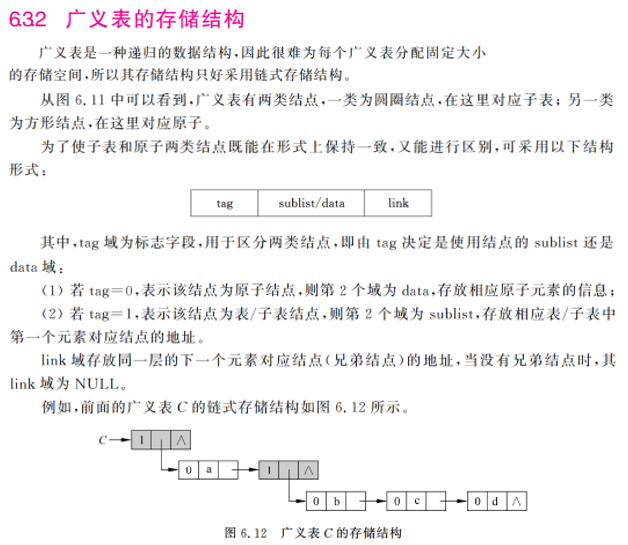 6.3.2 广义表的存储结构
广义表是一种递归的数据结构,因此很难为每个广义表分配固定大小
的存储空间,所以其存储结构只好采用链式存储结构。
从图 6.11 中可以看到,广义表有两类结点,一类为圆圈结点,在这里对应子表;另一类
为方形结点,在这里对应原子。
为了使子表和原子两类结点既能在形式上保持一致,又能进行区别,可采用以下结构
形式:
tag sublist/data link
其中,tag 域为标志字段,用于区分两类结点,即由 tag 决定是使用结点的 sublist 还是
data 域:
(1) 若 tag=0,表示该结点为原子结点,则第 2 个域为 data,存放相应原子元素的信息;
(2) 若 tag=1,表示该结点为表/子表结点,则第 2 个域为 sublist,存放相应表/子表中
第一个元素对应结点的地址。
link 域存放同一层的下一个元素对应结点(兄弟结点)的地址,当没有兄弟结点时,其
link 域为 NULL。
例如,前面的广义表 C 的链式存储结构如图 6.12 所示。
C 1 ∧
0 a 1 ∧
0 b 0 c 0 d ∧
图 6.12 广义表 C 的存储结构